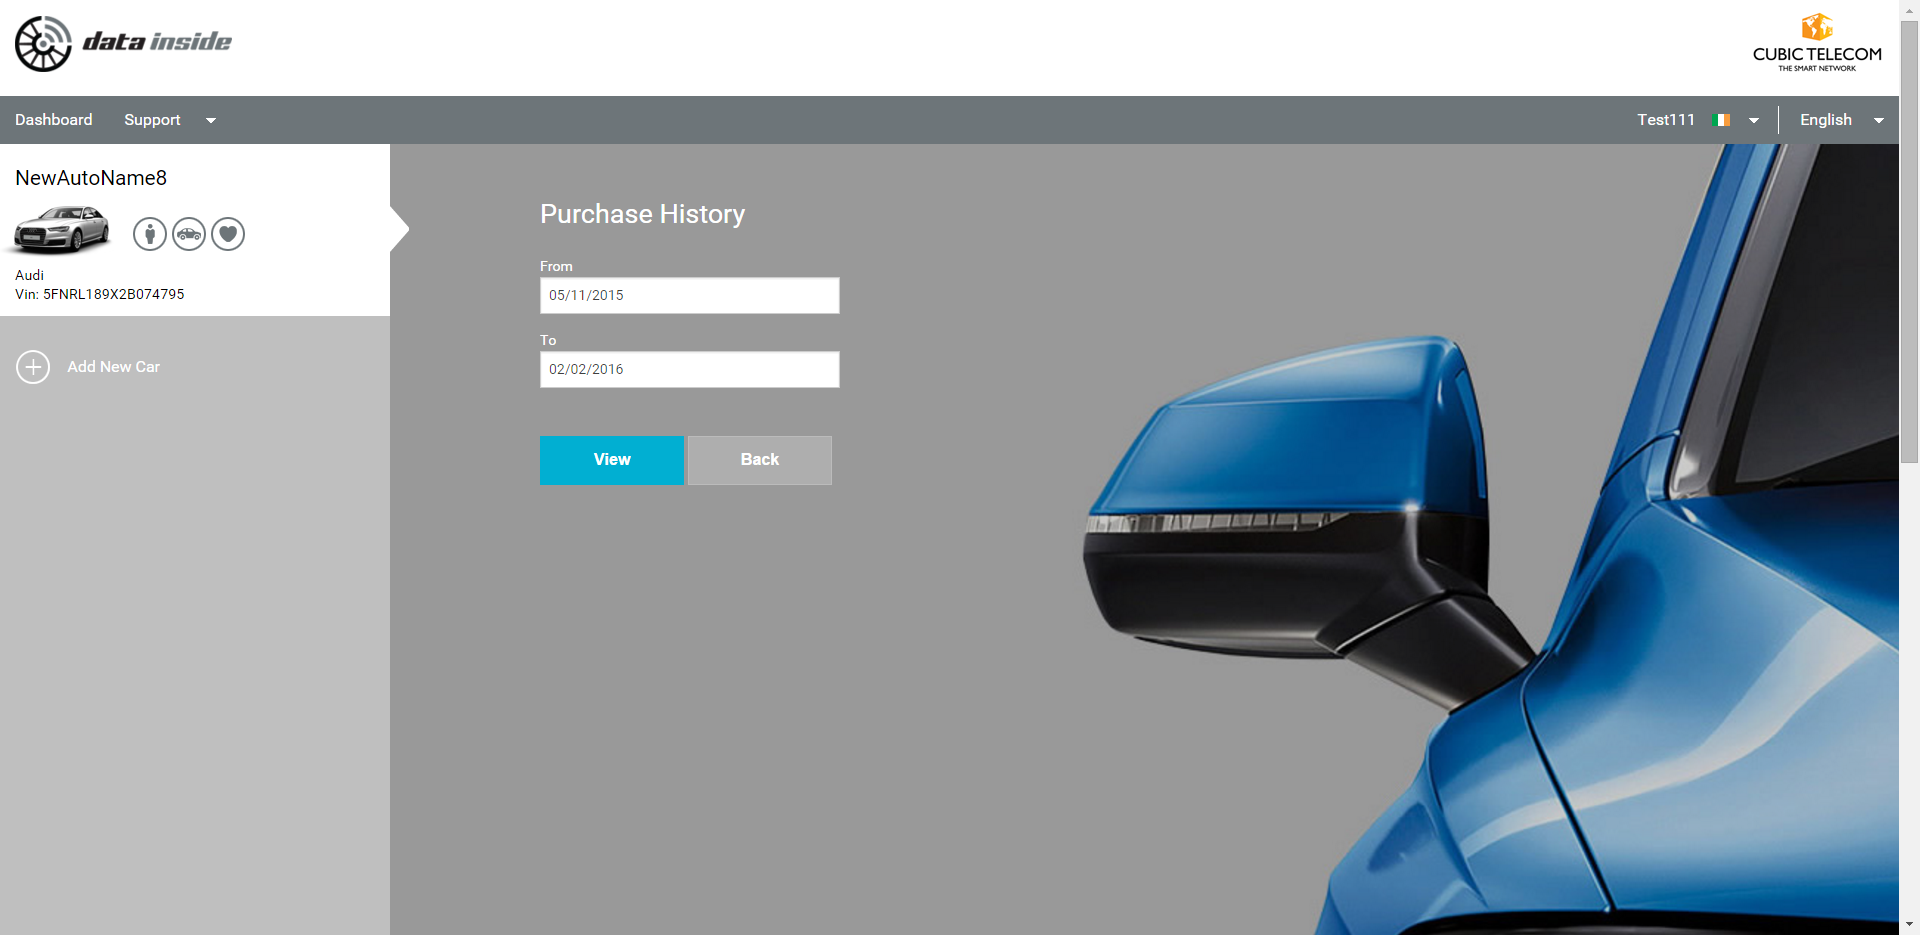 data inside
CUBIC TELECOM
THE SMART NETWORK
Dashboard
Support
Test111
English
NewAutoName8
Audi
Vin: 5FNRL189X2B074795
Add New Car
Purchase History
From
05/11/2015
To
02/02/2016
View
Back